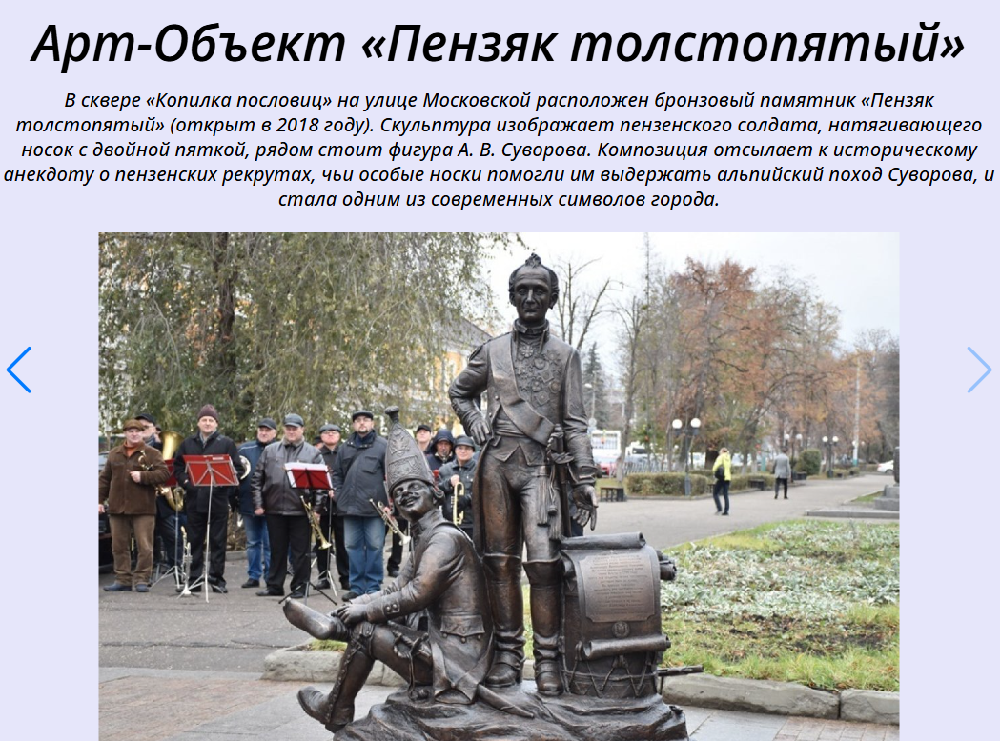 Арт-Объект «Пензяк толстопятый»
В сквере «Копилка пословиц» на улице Московской расположен бронзовый памятник «Пензяк
толстопятый» (открыт в 2018 году). Скульптура изображает пензенского солдата, натягивающего
носок с двойной пяткой, рядом стоит фигура А. В. Суворова. Композиция отсылает к историческому
анекдоту о пензенских рекрутах, чьи особые носки помогли им выдержать альпийский поход Суворова, и
стала одним из современных символов города.